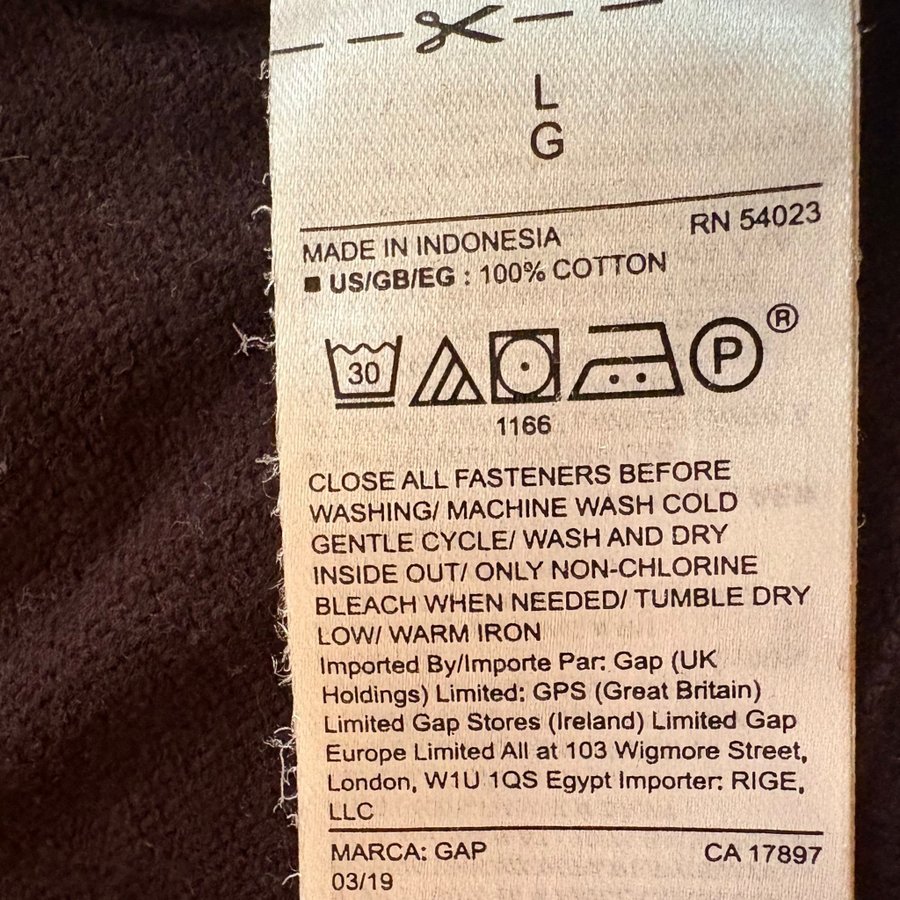 L
G
RN 54023
MADE IN INDONESIA
US/GB/EG : 100% COTTON
30
P
®
1166
CLOSE ALL FASTENERS BEFORE
WASHING/ MACHINE WASH COLD
GENTLE CYCLE/ WASH AND DRY
INSIDE OUT/ ONLY NON-CHLORINE
BLEACH WHEN NEEDED/ TUMBLE DRY
LOW/ WARM IRON
Imported By/Importe Par: Gap (UK
Holdings) Limited: GPS (Great Britain)
Limited Gap Stores (Ireland) Limited Gap
Europe Limited All at 103 Wigmore Street,
London, W1U 1QS Egypt Importer: RIGE,
LLC
MARCA: GAP
CA 17897
03/19